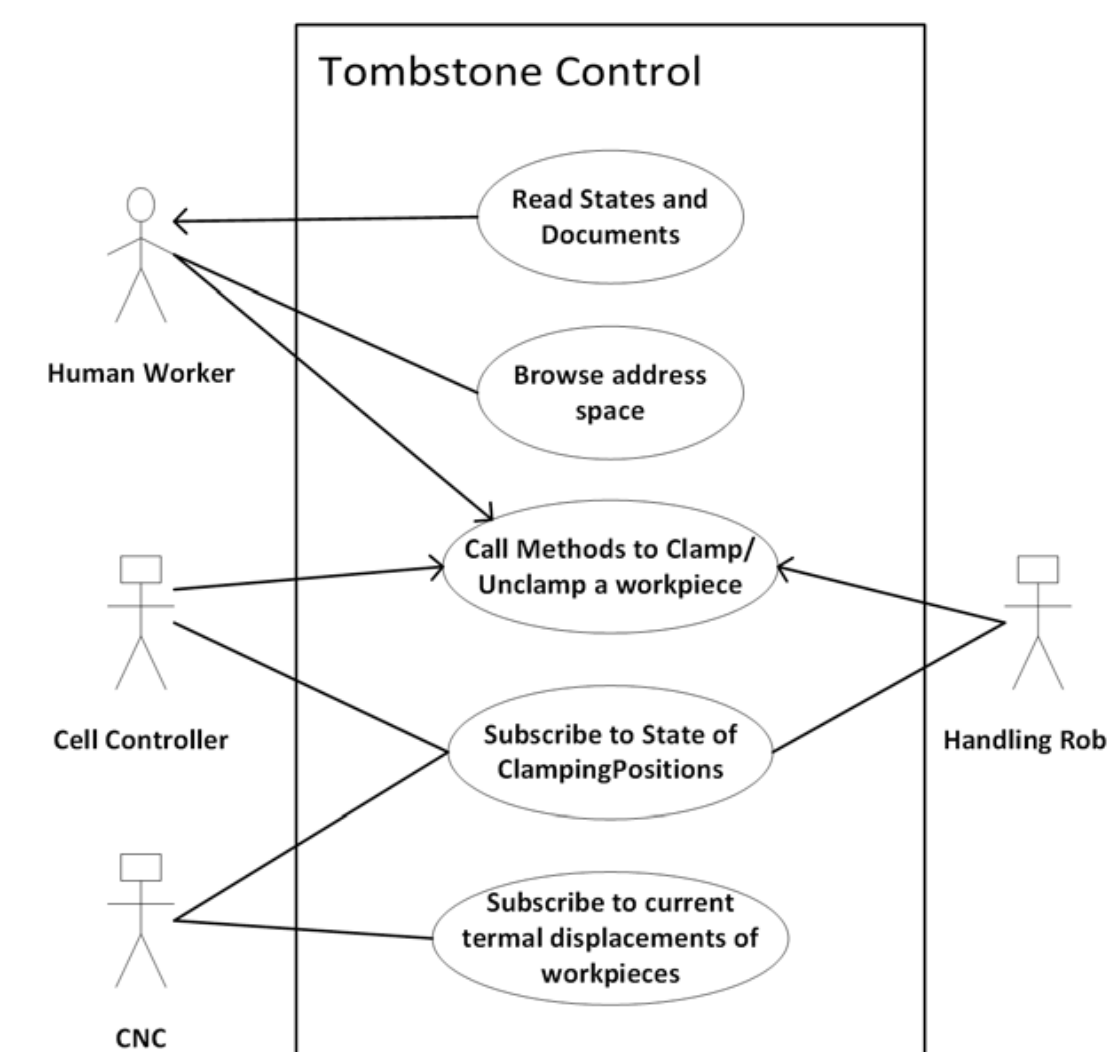 Tombstone Control
Read States and
Documents
Human Worker
Browse address
space
Call Methods to Clamp/
Unclamp a workpiece
Cell Controller
Handling Rob
Subscribe to State of
ClampingPositions
Subscribe to current
termal displacements of
workpieces
CNC